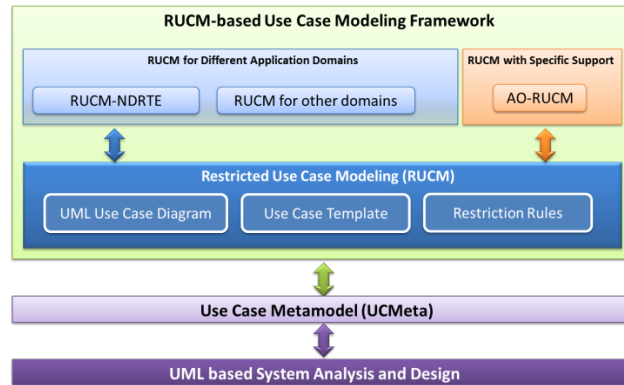 RUCM-based Use Case Modeling Framework
RUCM for Different Application Domains
RUCM with Specific Support
RUCM-NDRTE
RUCM for other domains
AO-RUCM
Restricted Use Case Modeling (RUCM)
UML Use Case Diagram
Use Case Template
Restriction Rules
Use Case Metamodel (UCMeta)
UML based System Analysis and Design